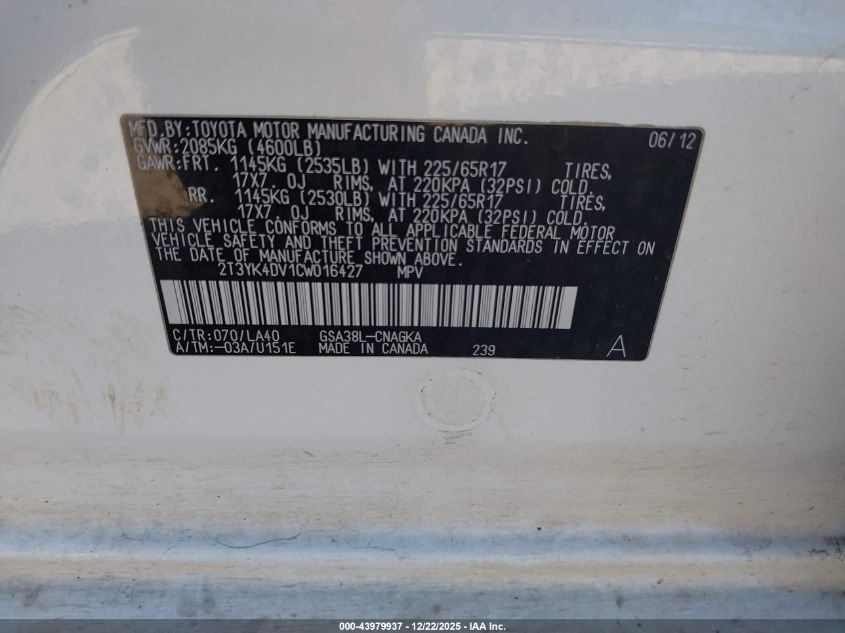 MFD.BY:TOYOTA MOTOR MANUFACTURING CANADA INC. 06/12
GVWR:2085KG (4600LB)
GAWR:FRT. 1145KG (2535LB) WITH 225/65R17 TIRES,
17X7.0J RIMS, AT 220KPA (32PSI) COLD.
RR. 1145KG (2530LB) WITH 225/65R17 TIRES,
17X7.0J RIMS, AT 220KPA (32PSI) COLD.
THIS VEHICLE CONFORMS TO ALL APPLICABLE FEDERAL MOTOR
VEHICLE SAFETY AND THEFT PREVENTION STANDARDS IN EFFECT ON
THE DATE OF MANUFACTURE SHOWN ABOVE.
2T3YK4DV1CW016427 MPV
C/TR:070/LA40 GSA38L-CNAGKA
A/TM:-03A/U151E MADE IN CANADA 239 A
000-43979937 - 12/22/2025 - IAA Inc.